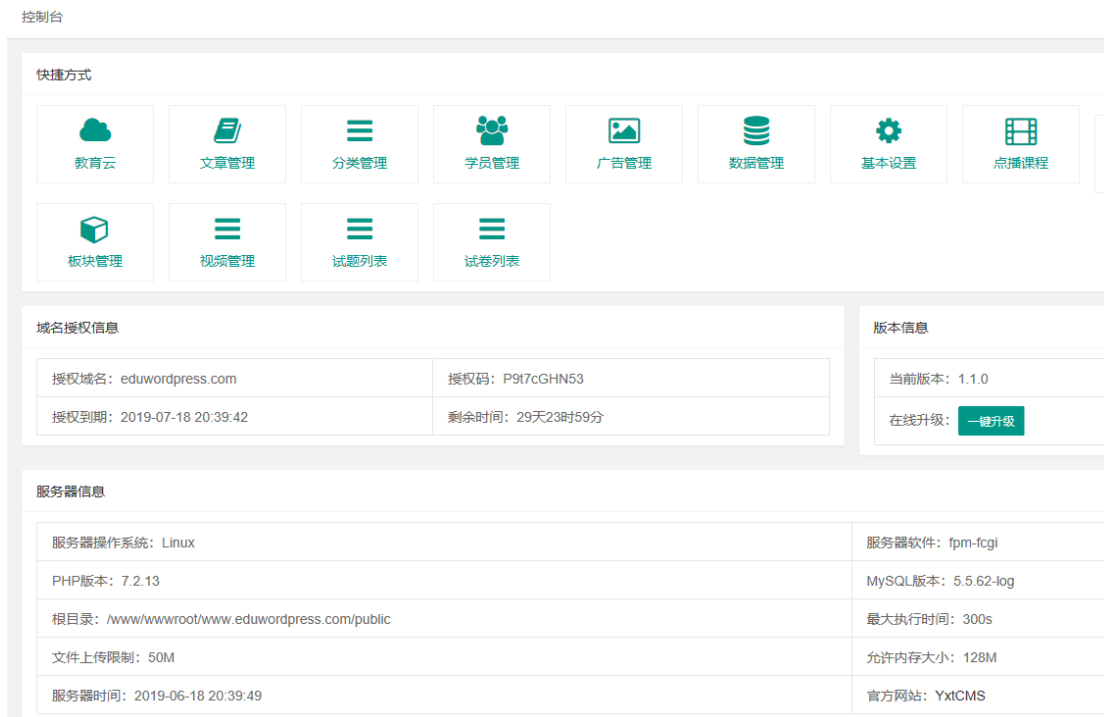 控制台
快捷方式
教育云 文章管理 分类管理 学员管理 广告管理 数据管理 基本设置 点播课程
板块管理 视频管理 试题列表 试卷列表
域名授权信息 版本信息
授权域名：eduwordpress.com 授权码：P9t7cGHN53 当前版本：1.1.0
授权到期：2019-07-18 20:39:42 剩余时间：29天23时59分 在线升级： 一键升级
服务器信息
服务器操作系统：Linux 服务器软件：fpm-fcgi
PHP版本：7.2.13 MySQL版本：5.5.62-log
根目录：/www/wwwroot/www.eduwordpress.com/public 最大执行时间：300s
文件上传限制：50M 允许内存大小：128M
服务器时间：2019-06-18 20:39:49 官方网站：YxtCMS